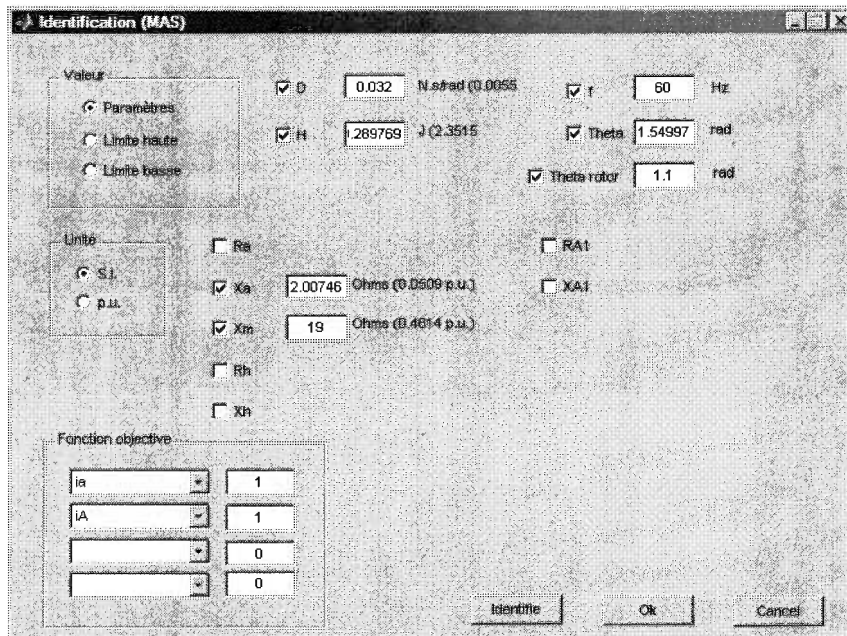 Identification (MAS)
Valeur
Paramètres
Limite haute
Limite basse
D 0.032 N.s/rad (0.0055
H .289769 J (2.3515
f 60 Hz
Theta 1.54997 rad
Theta rotor 1.1 rad
Unité
S.I.
p.u.
Ra
Xa 2.00746 Ohms (0.0509 p.u.)
Xm 19 Ohms (0.4814 p.u.)
Rh
Xh
RA1
XA1
Fonction objective
ia 1
iA 1
0
0
Identifie Ok Cancel